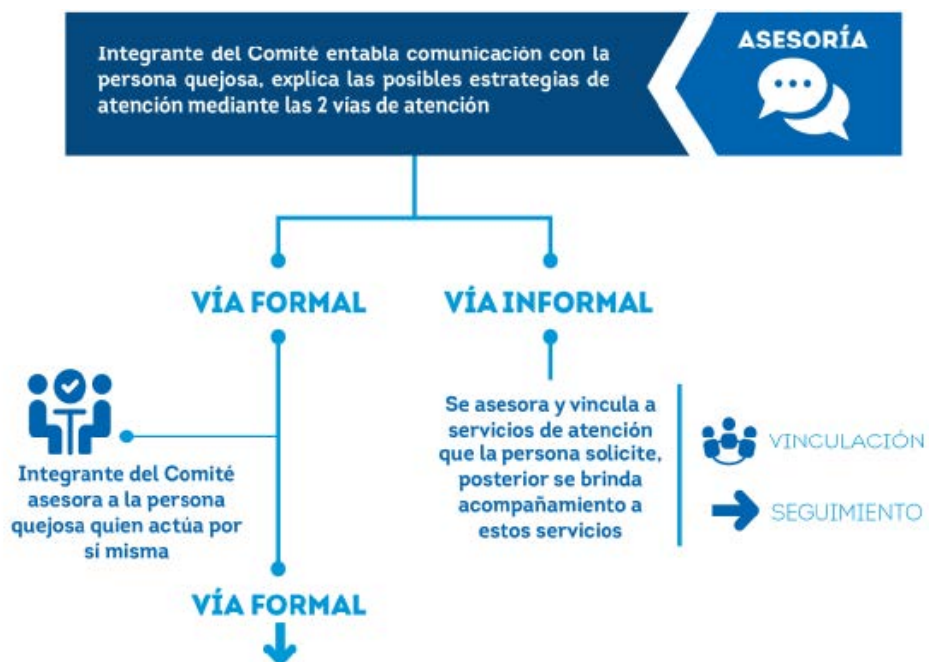 Integrante del Comité entabla comunicación con la
persona quejosa, explica las posibles estrategias de
atención mediante las 2 vías de atención
ASESORÍA
VÍA FORMAL
VÍA INFORMAL
Integrante del Comité
asesora a la persona
quejosa quien actúa por
sí misma
Se asesora y vincula a
servicios de atención
que la persona solicite,
posterior se brinda
acompañamiento a
estos servicios
VINCULACIÓN
SEGUIMIENTO
VÍA FORMAL